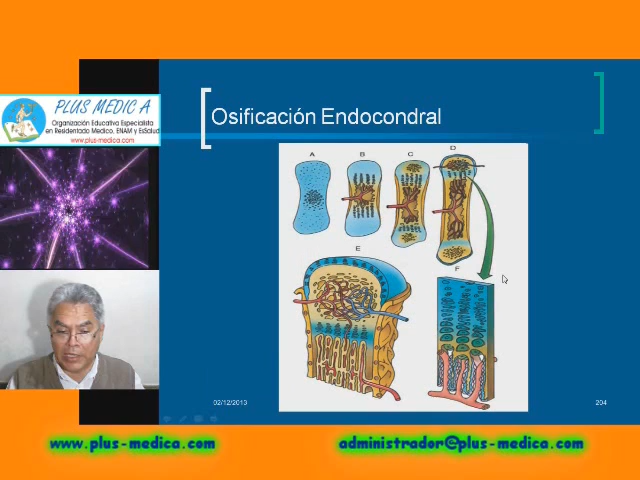 PLUS MEDIC A
Organización Educativa Especialista
en Residentado Medico, ENAM y EsSalud
www.plus-medica.com
Osificación Endocondral
A
B
C
D
E
F
02/12/2013
204
www.plus-medica.com
administrador@plus-medica.com